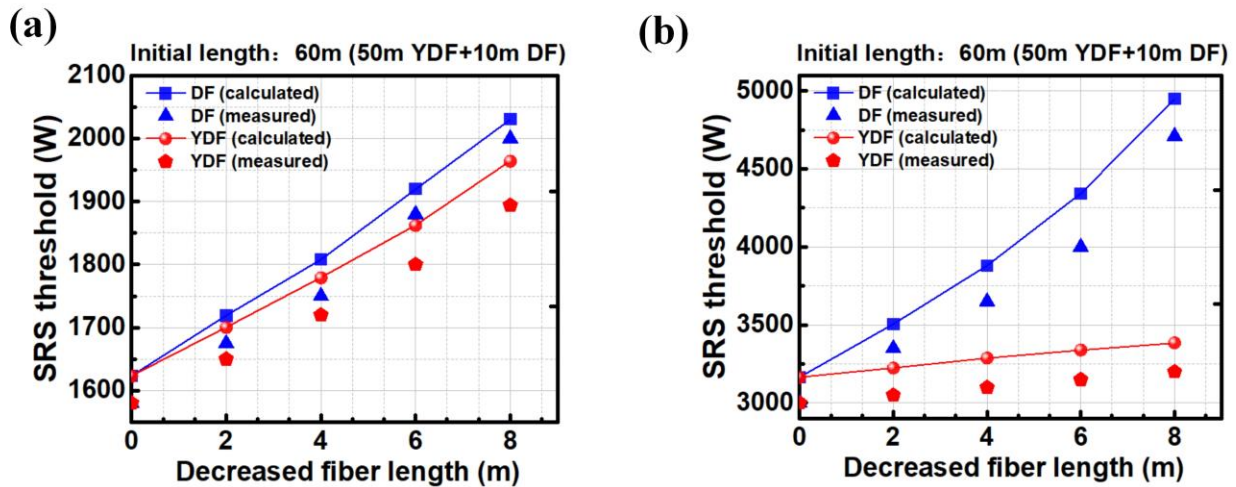 (a)
Initial length: 60m (50m YDF+10m DF)
2100
2000
1900
1800
1700
1600
SRS threshold (W)
DF (calculated)
DF (measured)
YDF (calculated)
YDF (measured)
0 2 4 6 8
Decreased fiber length (m)
(b)
Initial length: 60m (50m YDF+10m DF)
5000
4500
4000
3500
3000
SRS threshold (W)
DF (calculated)
DF (measured)
YDF (calculated)
YDF (measured)
0 2 4 6 8
Decreased fiber length (m)